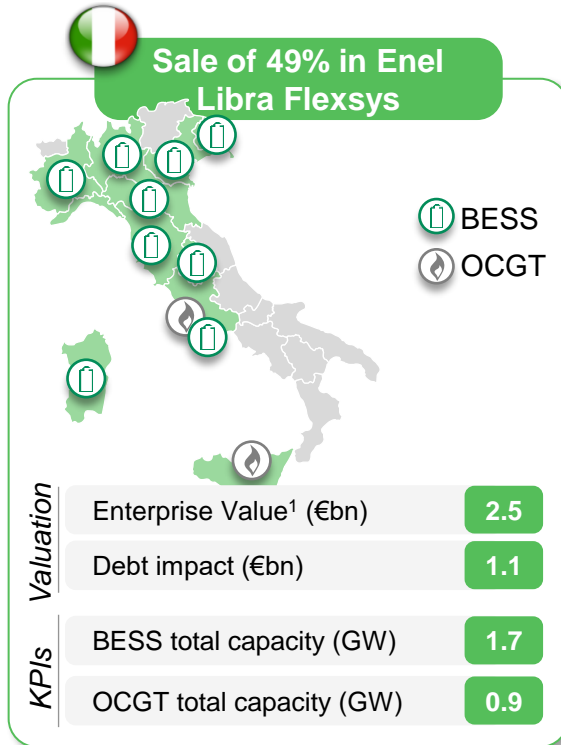 Sale of 49% in Enel
Libra Flexsys
BESS
OCGT
Valuation
Enterprise Value¹ (€bn) 2.5
Debt impact (€bn) 1.1
KPIs
BESS total capacity (GW) 1.7
OCGT total capacity (GW) 0.9